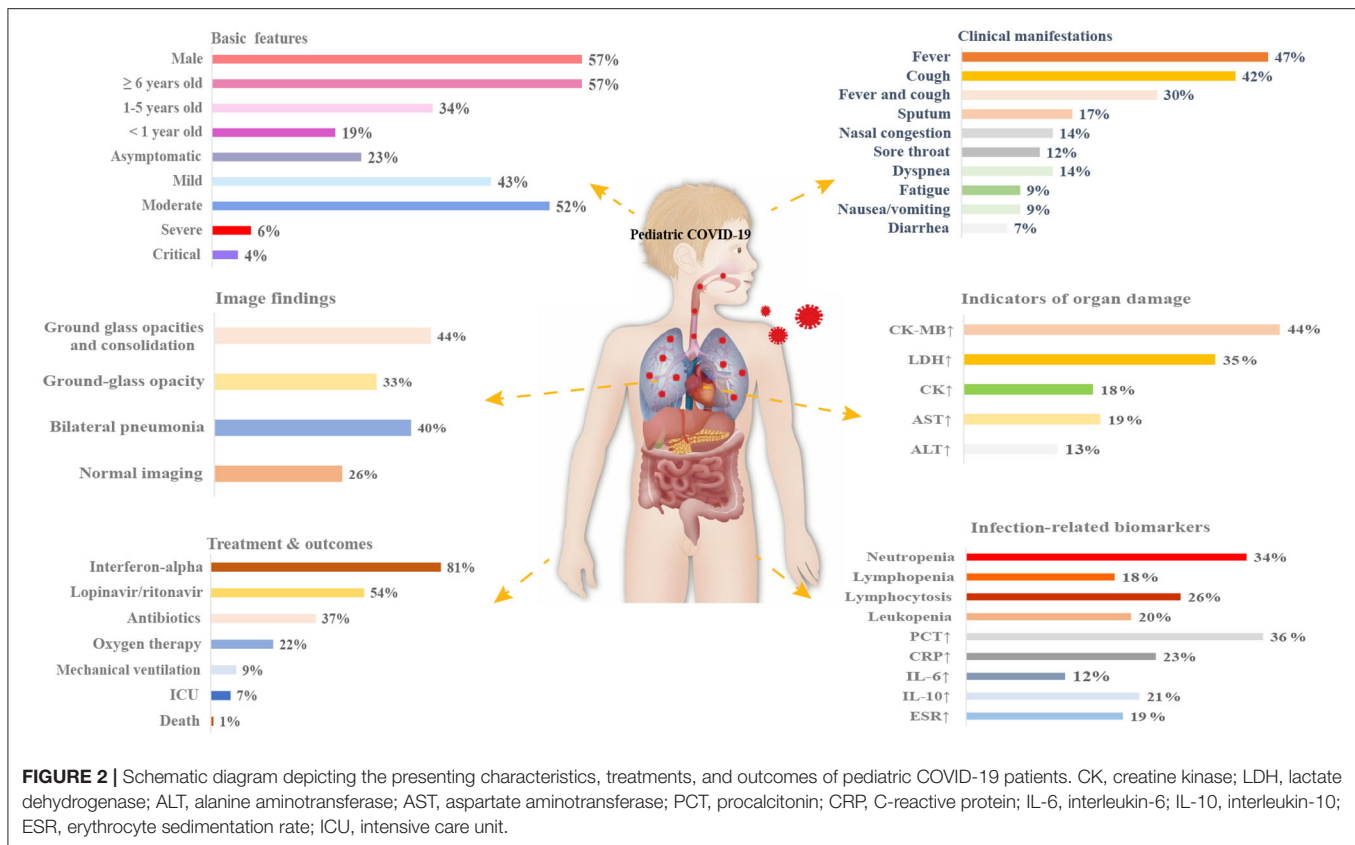 Basic features
Male 57%
≥ 6 years old 57%
1-5 years old 34%
< 1 year old 19%
Asymptomatic 23%
Mild 43%
Moderate 52%
Severe 6%
Critical 4%
Clinical manifestations
Fever 47%
Cough 42%
Fever and cough 30%
Sputum 17%
Nasal congestion 14%
Sore throat 12%
Dyspnea 14%
Fatigue 9%
Nausea/vomiting 9%
Diarrhea 7%
Pediatric COVID-19
Image findings
Ground glass opacities
and consolidation 44%
Ground-glass opacity 33%
Bilateral pneumonia 40%
Normal imaging 26%
Indicators of organ damage
CK-MB↑ 44%
LDH↑ 35%
CK↑ 18%
AST↑ 19%
ALT↑ 13%
Treatment & outcomes
Interferon-alpha 81%
Lopinavir/ritonavir 54%
Antibiotics 37%
Oxygen therapy 22%
Mechanical ventilation 9%
ICU 7%
Death 1%
Infection-related biomarkers
Neutropenia 34%
Lymphopenia 18%
Lymphocytosis 26%
Leukopenia 20%
PCT↑ 36%
CRP↑ 23%
IL-6↑ 12%
IL-10↑ 21%
ESR↑ 19%
FIGURE 2 | Schematic diagram depicting the presenting characteristics, treatments, and outcomes of pediatric COVID-19 patients. CK, creatine kinase; LDH, lactate
dehydrogenase; ALT, alanine aminotransferase; AST, aspartate aminotransferase; PCT, procalcitonin; CRP, C-reactive protein; IL-6, interleukin-6; IL-10, interleukin-10;
ESR, erythrocyte sedimentation rate; ICU, intensive care unit.